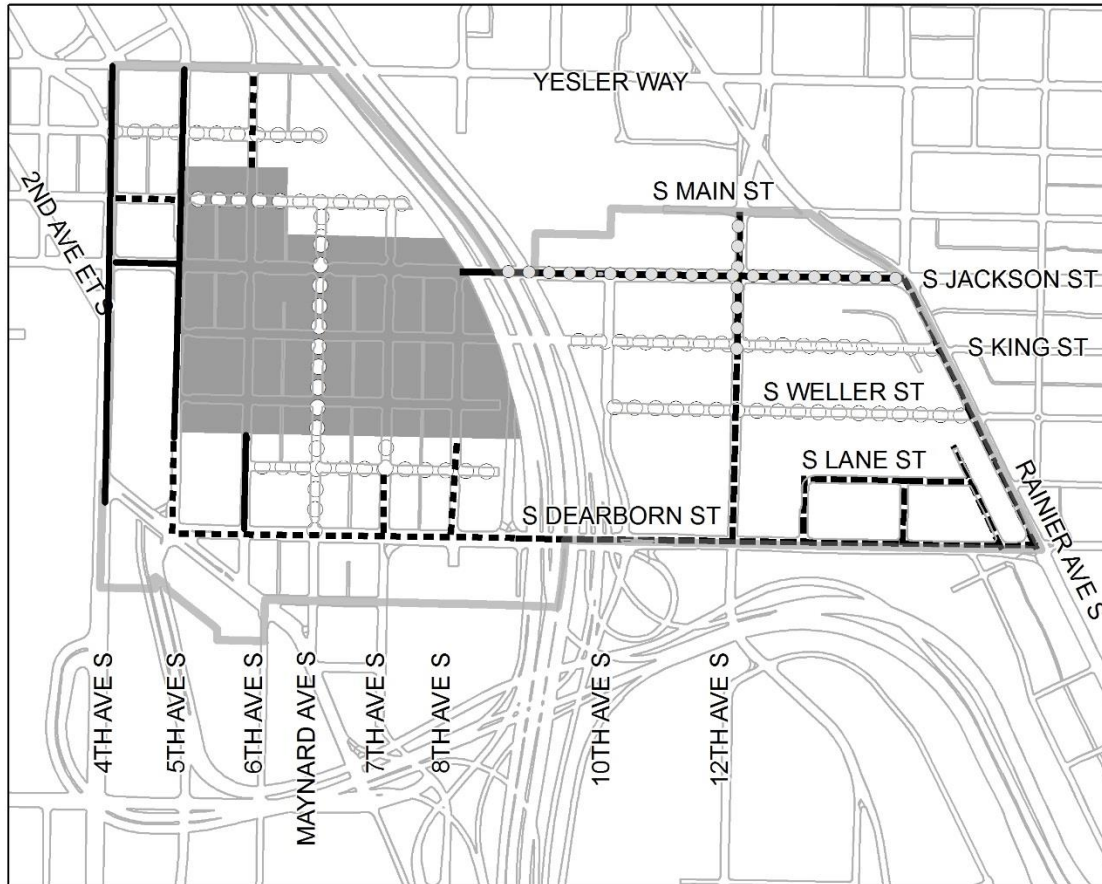 YESLER WAY
2ND AVE ET S
S MAIN ST
S JACKSON ST
S KING ST
S WELLER ST
S LANE ST
S DEARBORN ST
RAINIER AVE S
4TH AVE S
5TH AVE S
6TH AVE S
MAYNARD AVE S
7TH AVE S
8TH AVE S
10TH AVE S
12TH AVE S